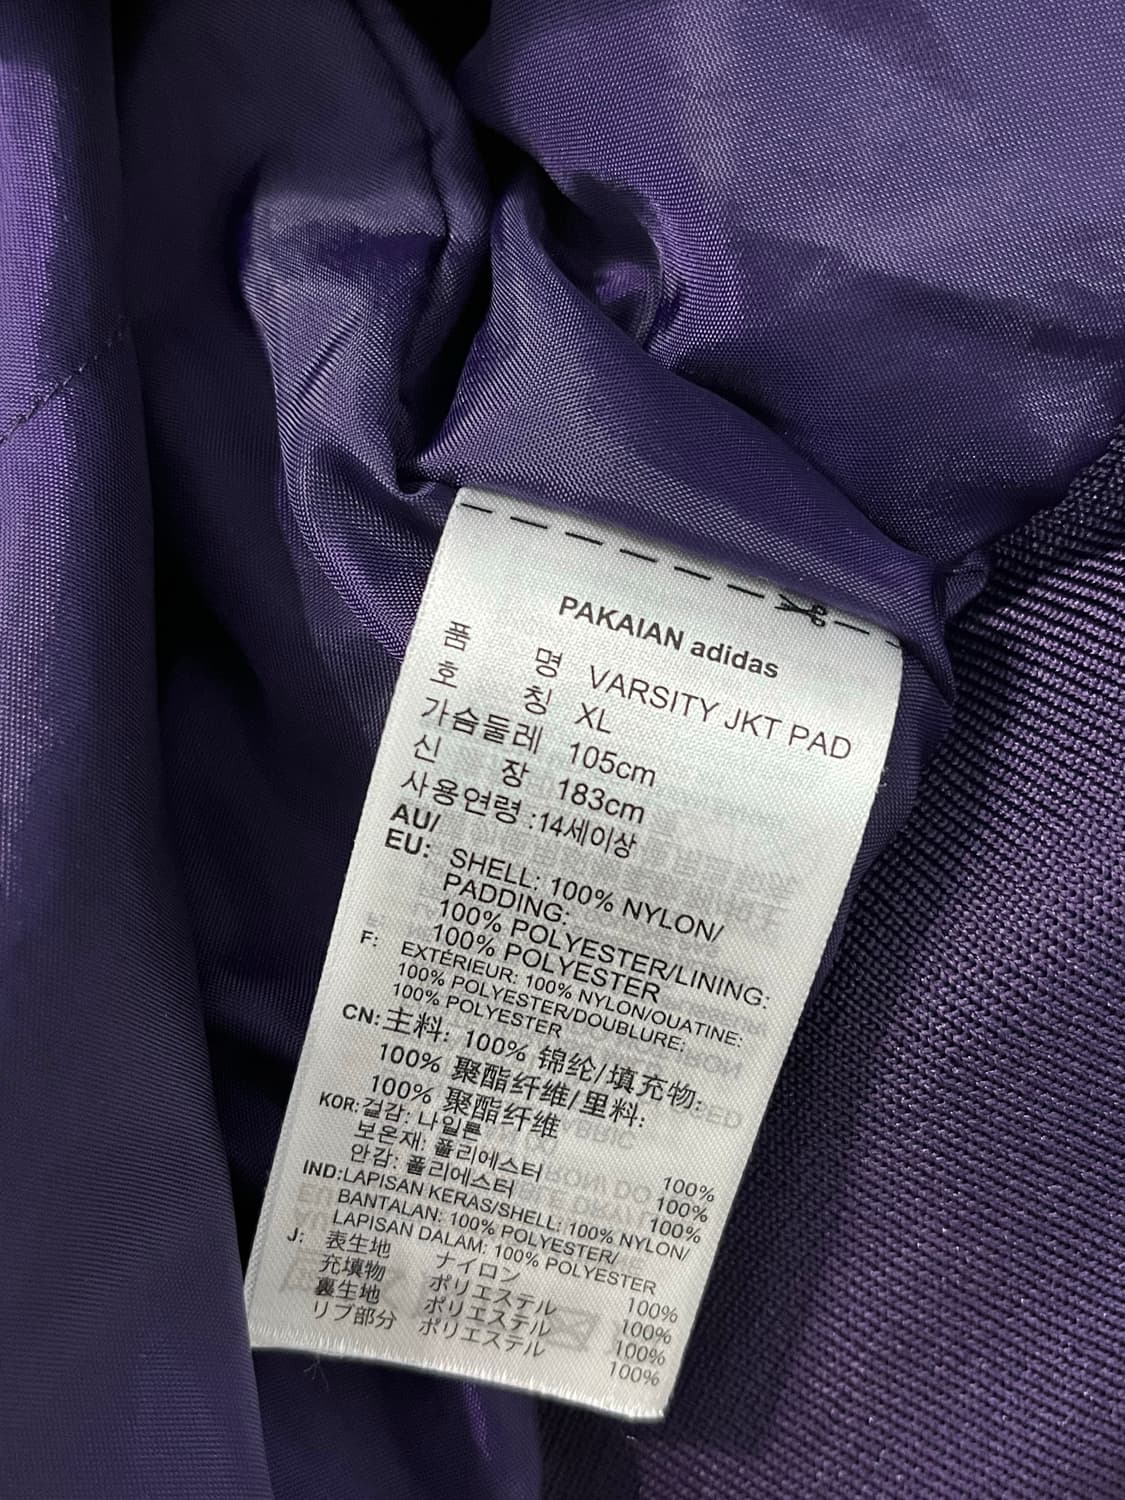 PAKAIAN adidas
품 명 VARSITY JKT PAD
호 칭 XL
가슴둘레 105cm
신 장 183cm
사용연령 :14세이상
AU/
EU: SHELL: 100% NYLON/
PADDING:
100% POLYESTER/LINING:
100% POLYESTER
F: EXTÉRIEUR: 100% NYLON/OUATINE:
100% POLYESTER/DOUBLURE:
100% POLYESTER
CN: 主料: 100% 锦纶/填充物:
100% 聚酯纤维/里料:
100% 聚酯纤维
KOR: 겉감: 나일론 100%
보온재: 폴리에스터 100%
안감: 폴리에스터 100%
IND: LAPISAN KERAS/SHELL: 100% NYLON/
BANTALAN: 100% POLYESTER/
LAPISAN DALAM: 100% POLYESTER
J: 表生地 ナイロン 100%
充填物 ポリエステル 100%
裏生地 ポリエステル 100%
リブ部分 ポリエステル 100%